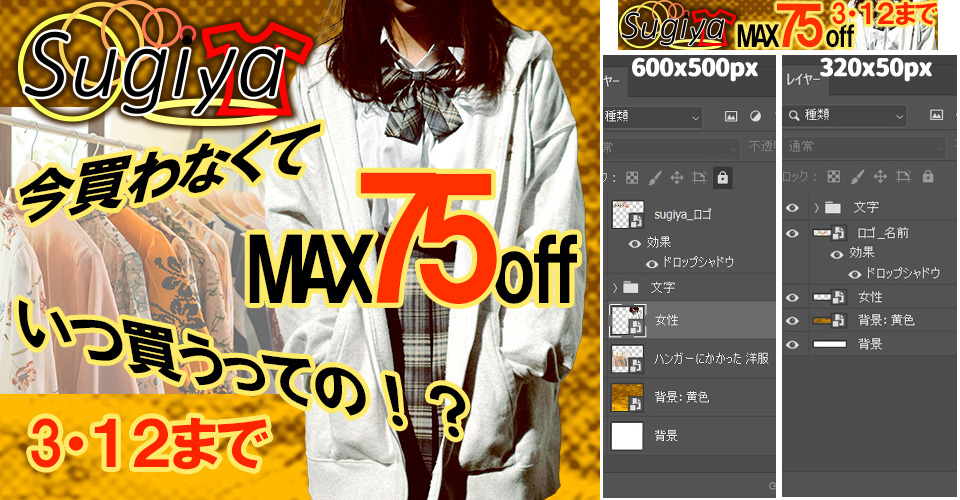 Sugiya
今買わなくて
MAX75off
いつ買うっての！？
3・12まで
Sugiya
MAX75off
3・12まで
600x500px
ヤー
種類
常
不透明
ク：
sugiya_ロゴ
効果
ドロップシャドウ
文字
女性
ハンガーにかかった 洋服
背景: 黄色
背景
320x50px
レイヤー
種類
通常
ロック：
文字
ロゴ_名前
効果
ドロップシャドウ
女性
背景: 黄色
背景